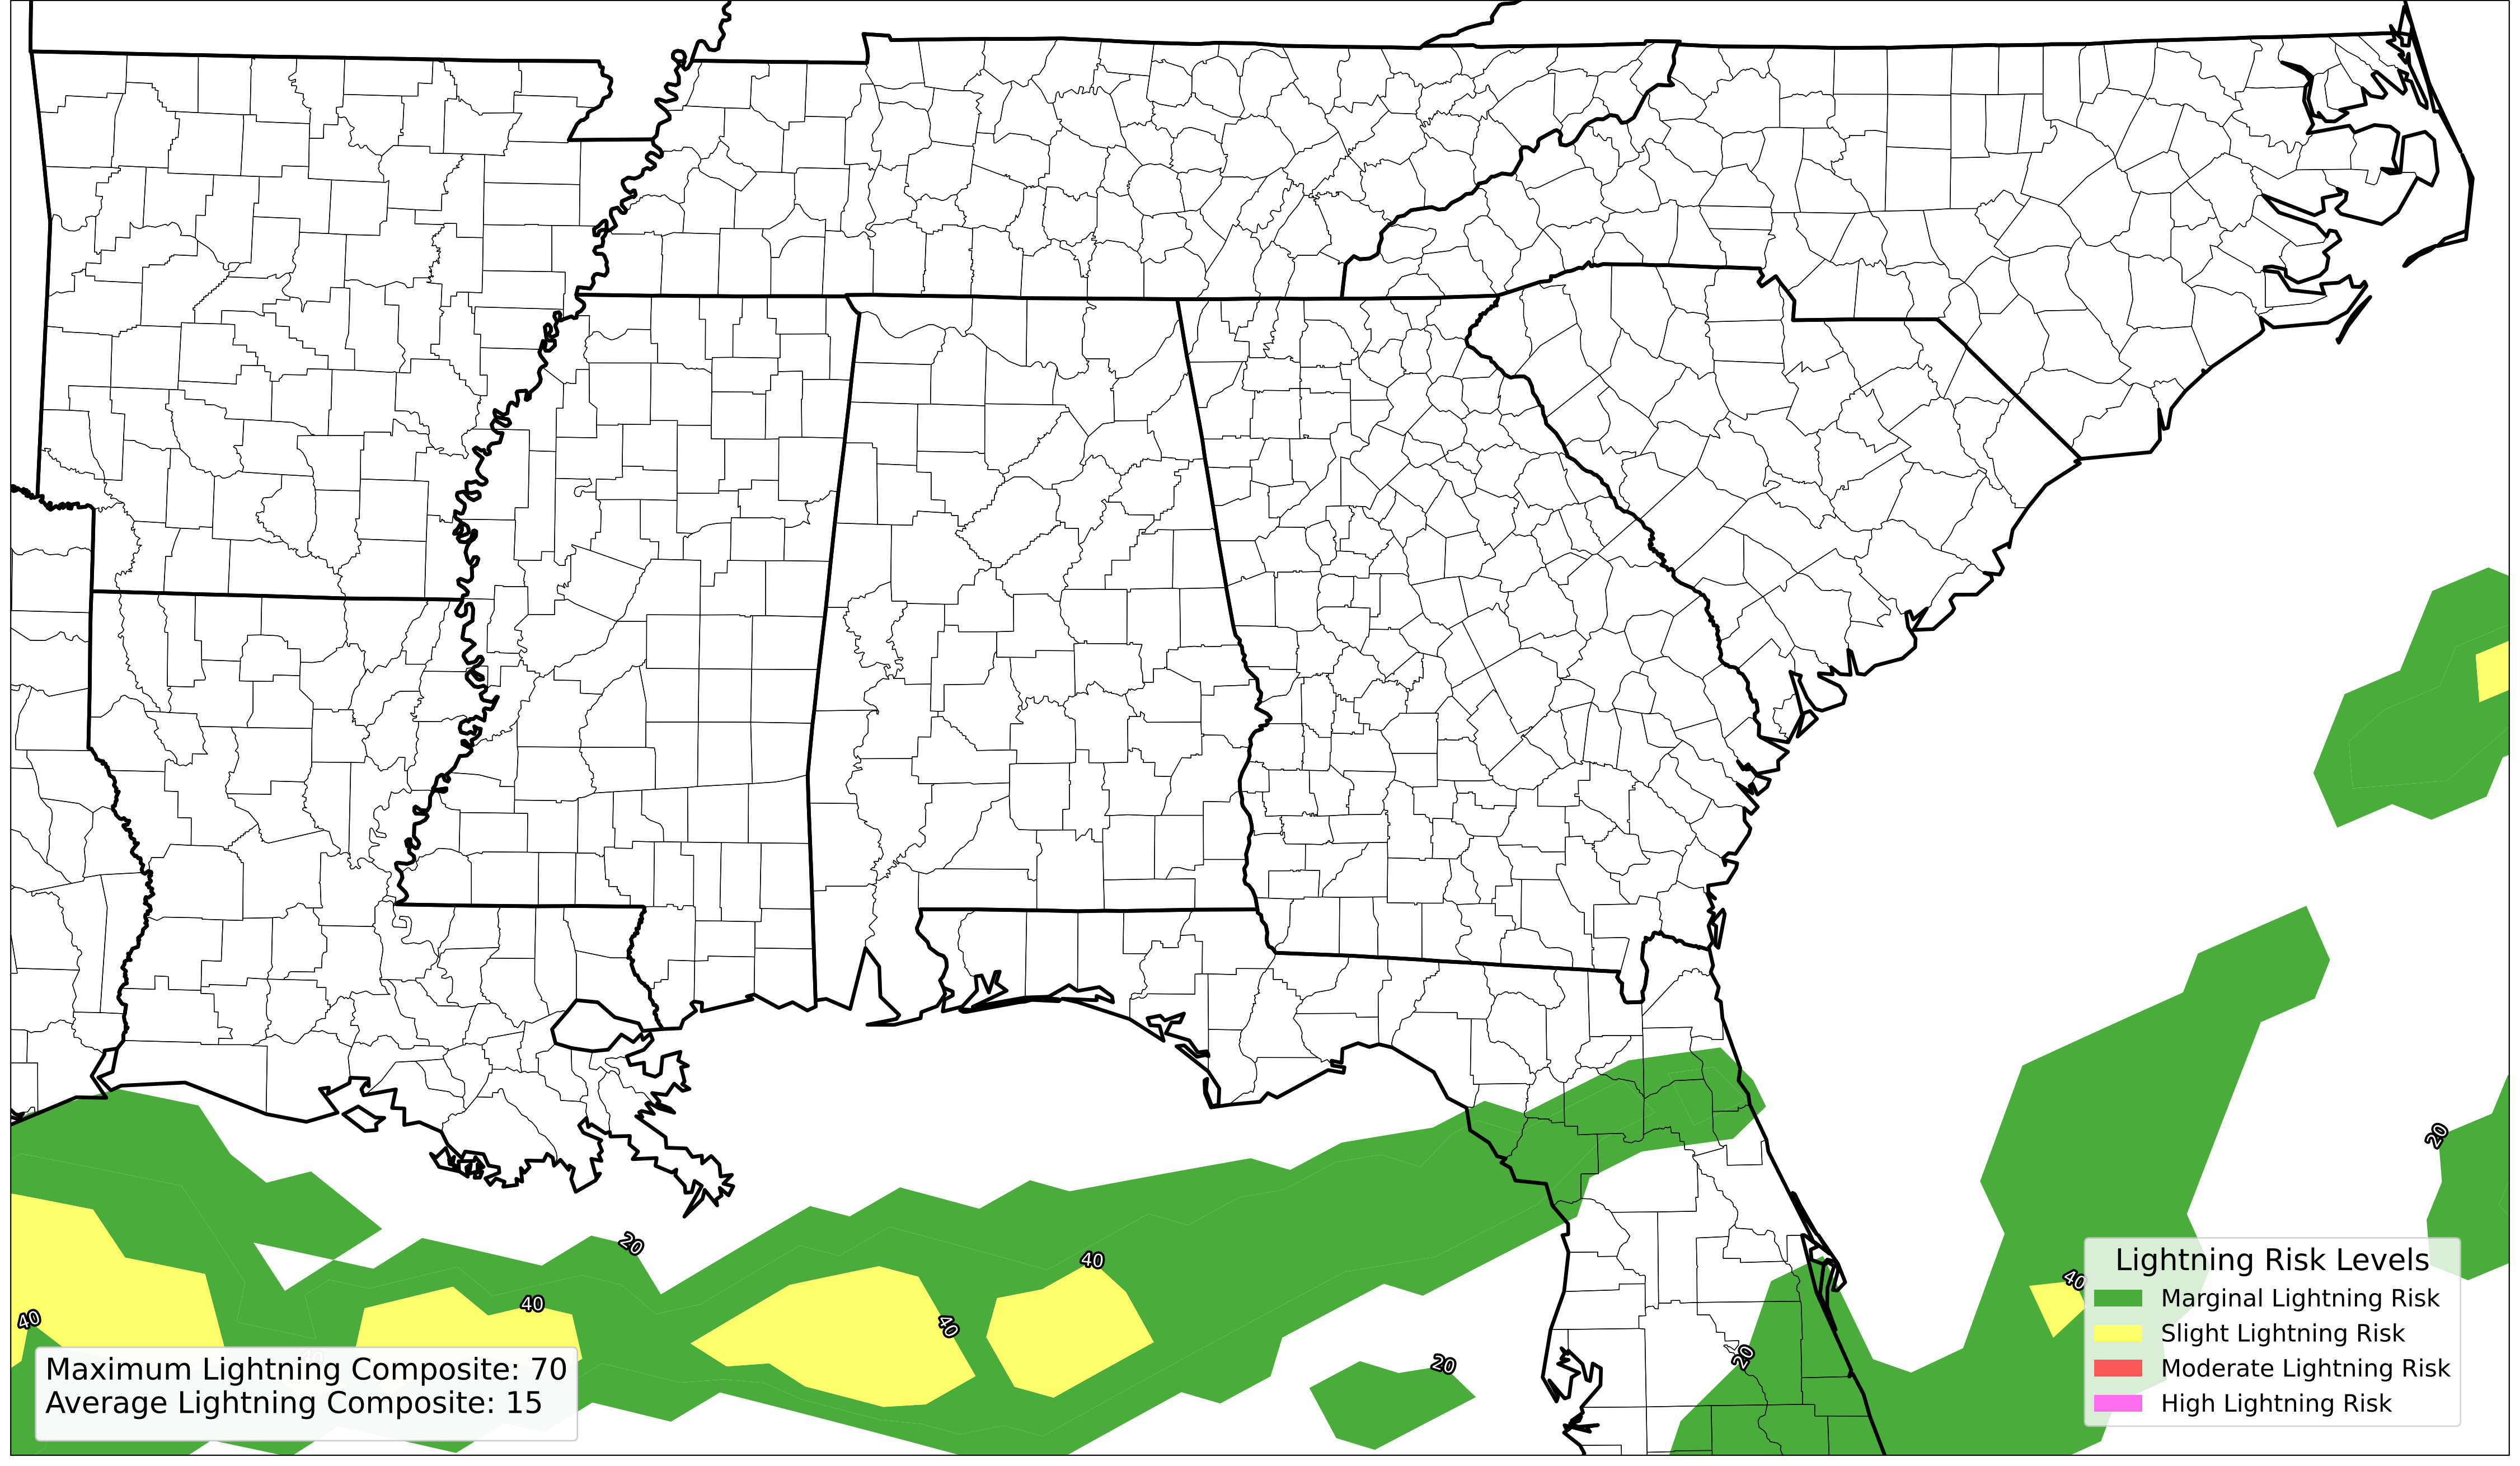 20
20
40
40
40
40
40
20
20
Lightning Risk Levels
Marginal Lightning Risk
Slight Lightning Risk
Moderate Lightning Risk
High Lightning Risk
Maximum Lightning Composite: 70
Average Lightning Composite: 15